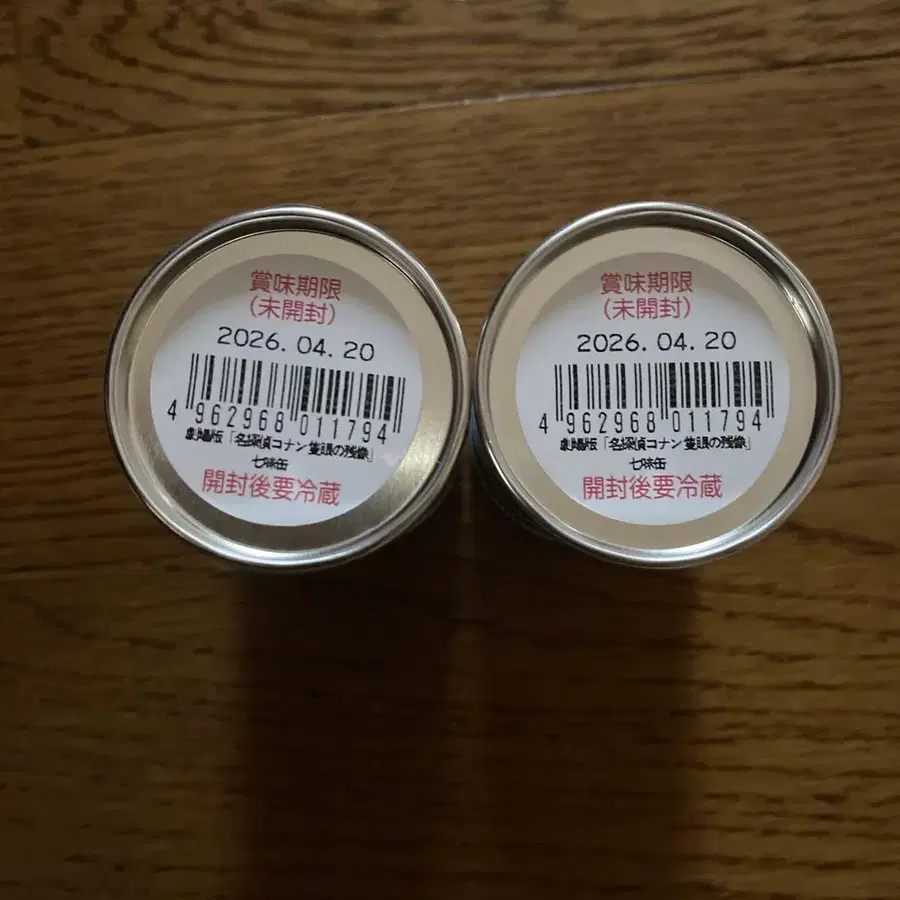 賞味期限
(未開封)
2026. 04. 20
4 962968 011794
劇場版「名探偵コナン 隻眼の残像」
七味缶
開封後要冷蔵
賞味期限
(未開封)
2026. 04. 20
4 962968 011794
劇場版「名探偵コナン 隻眼の残像」
七味缶
開封後要冷蔵